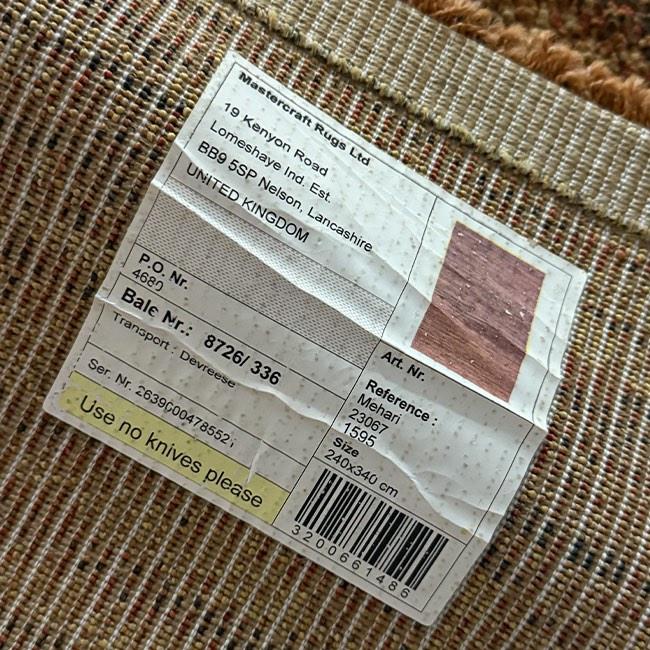 Mastercraft Rugs Ltd
19 Kenyon Road
Lomeshaye Ind. Est.
BB9 5SP Nelson, Lancashire
UNITED KINGDOM
P.O. Nr.
4689
Bale Nr.: 8726/ 336
Transport : Devreese
Ser. Nr.
Use no knives please
Art. Nr.
Reference :
Mehari
23067
1595
Size
240x340 cm
3200661486